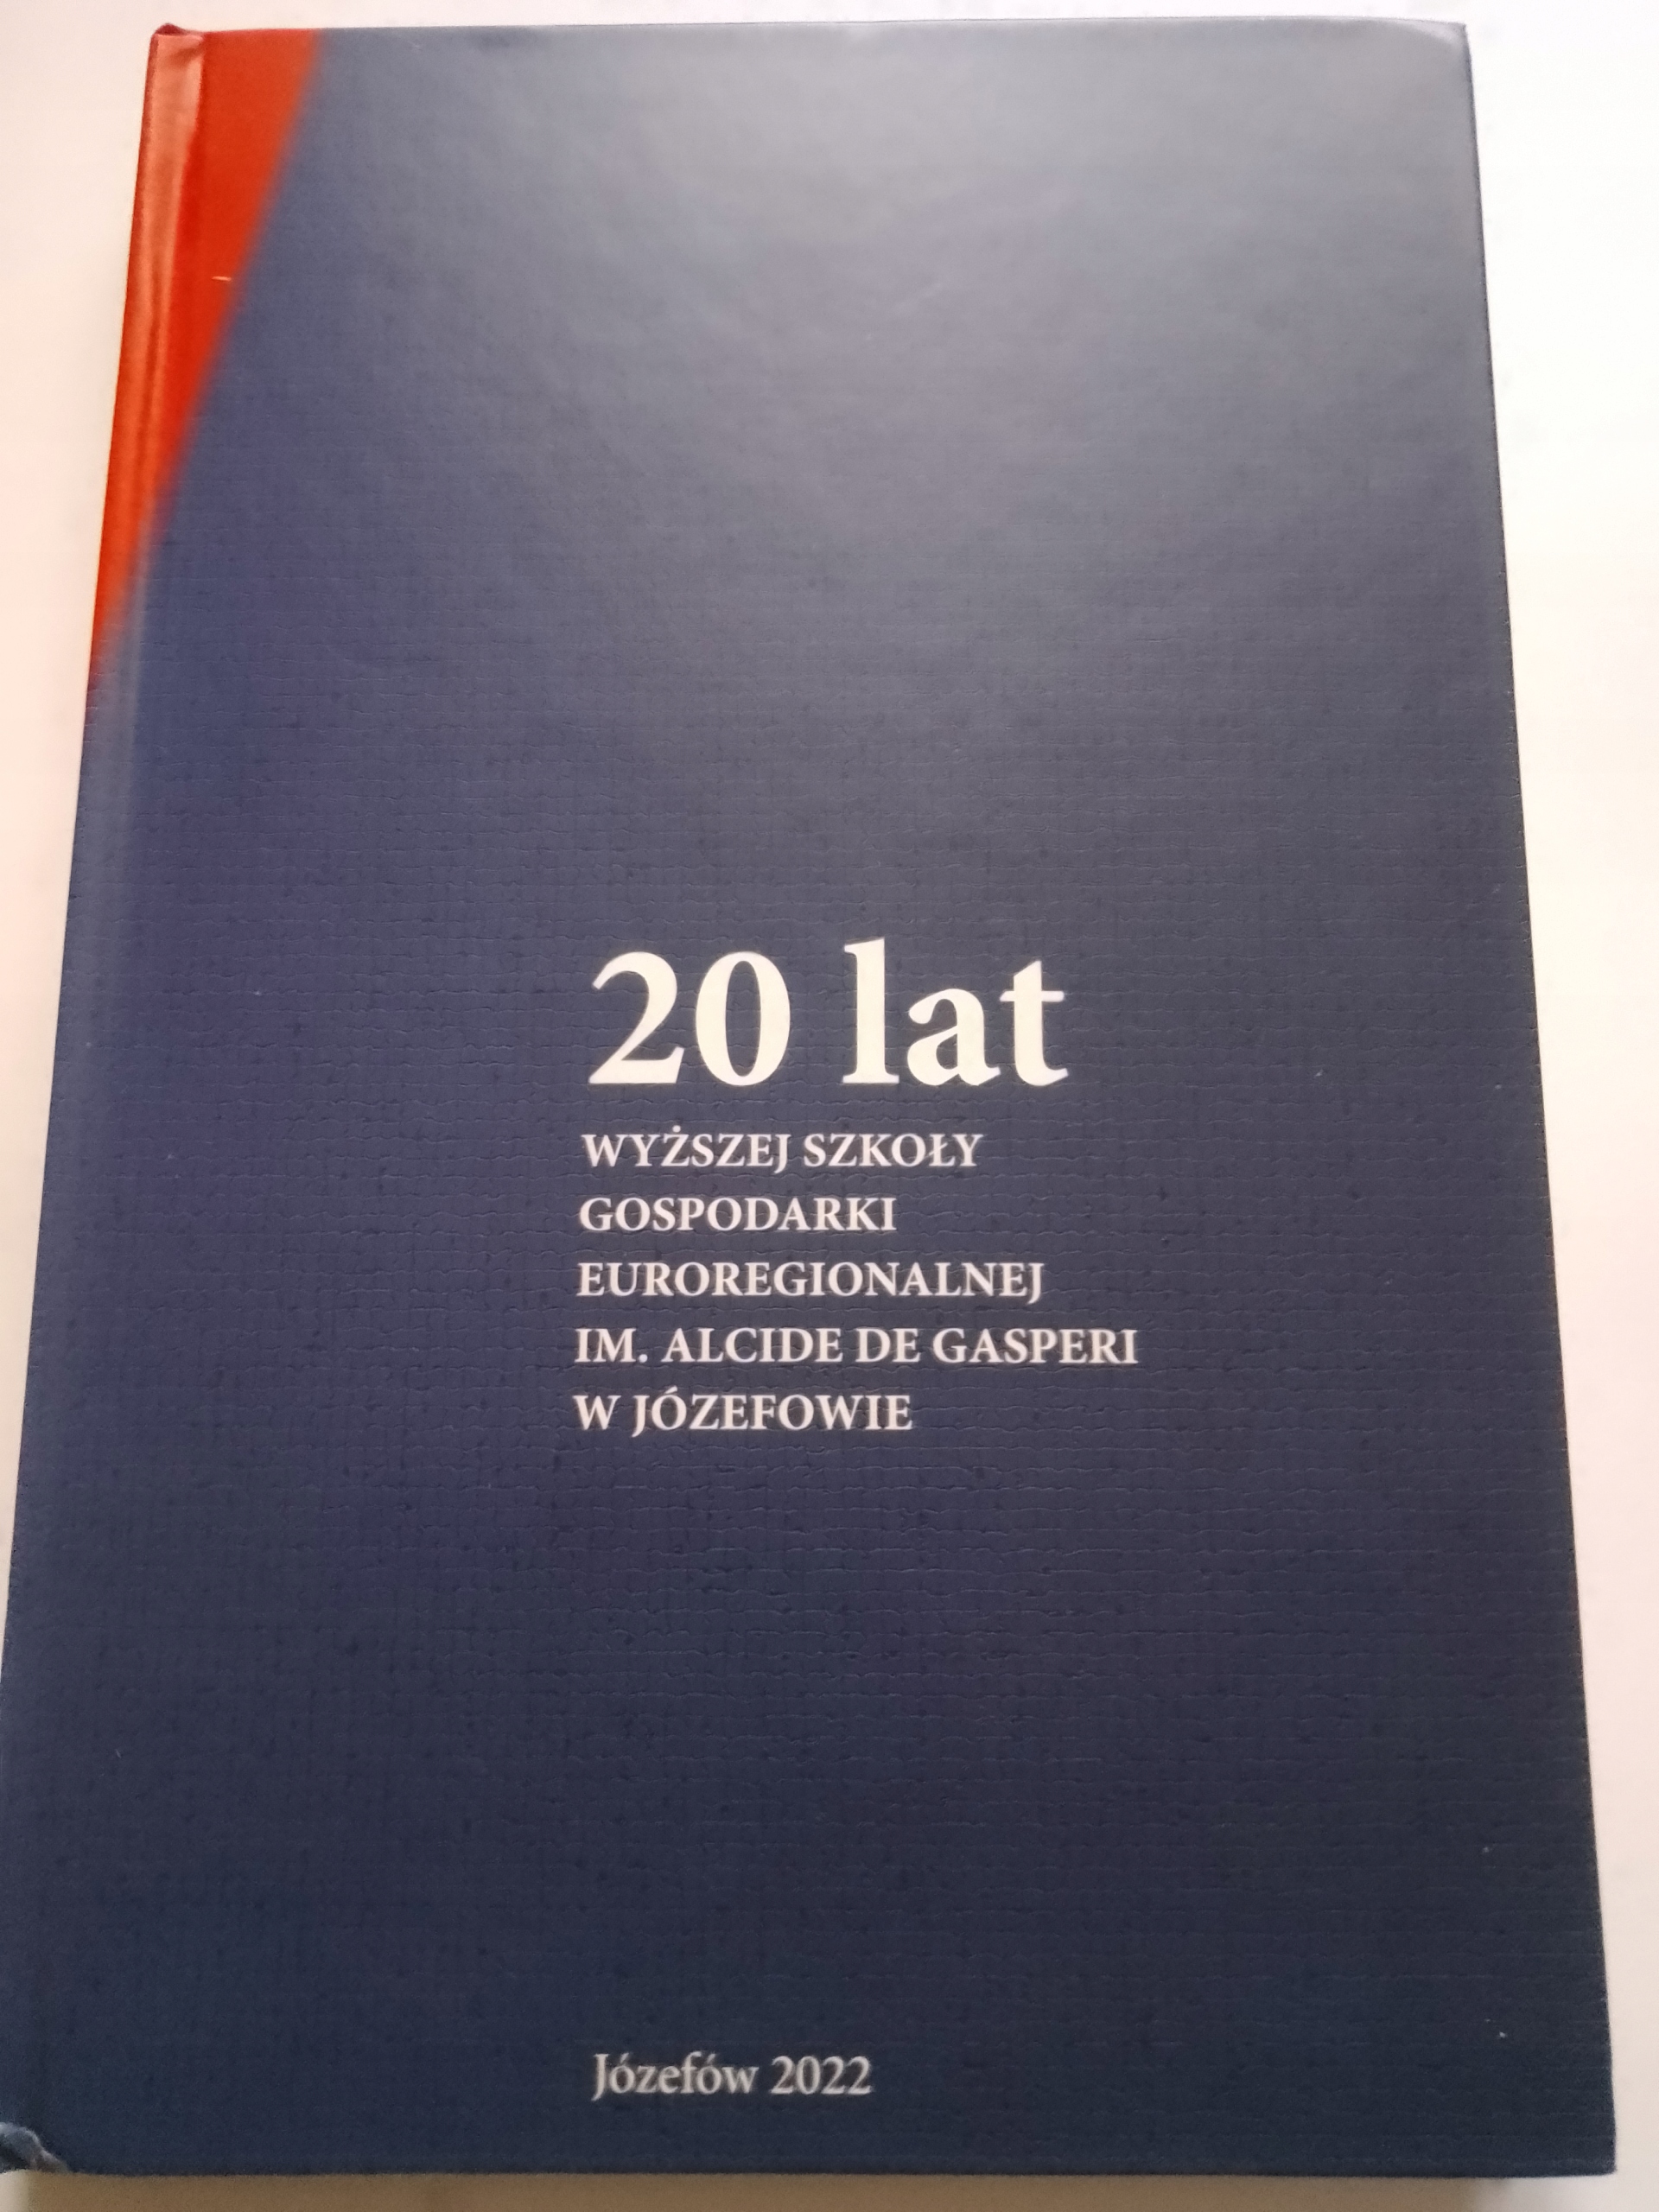 20 lat
WYŻSZEJ SZKOŁY
GOSPODARKI
EUROREGIONALNEJ
IM. ALCIDE DE GASPERI
W JÓZEFOWIE
Józefów 2022